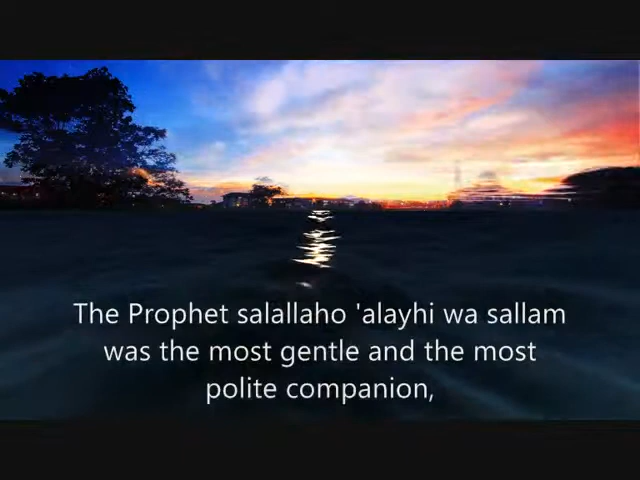 The Prophet salallaho 'alayhi wa sallam
was the most gentle and the most
polite companion,